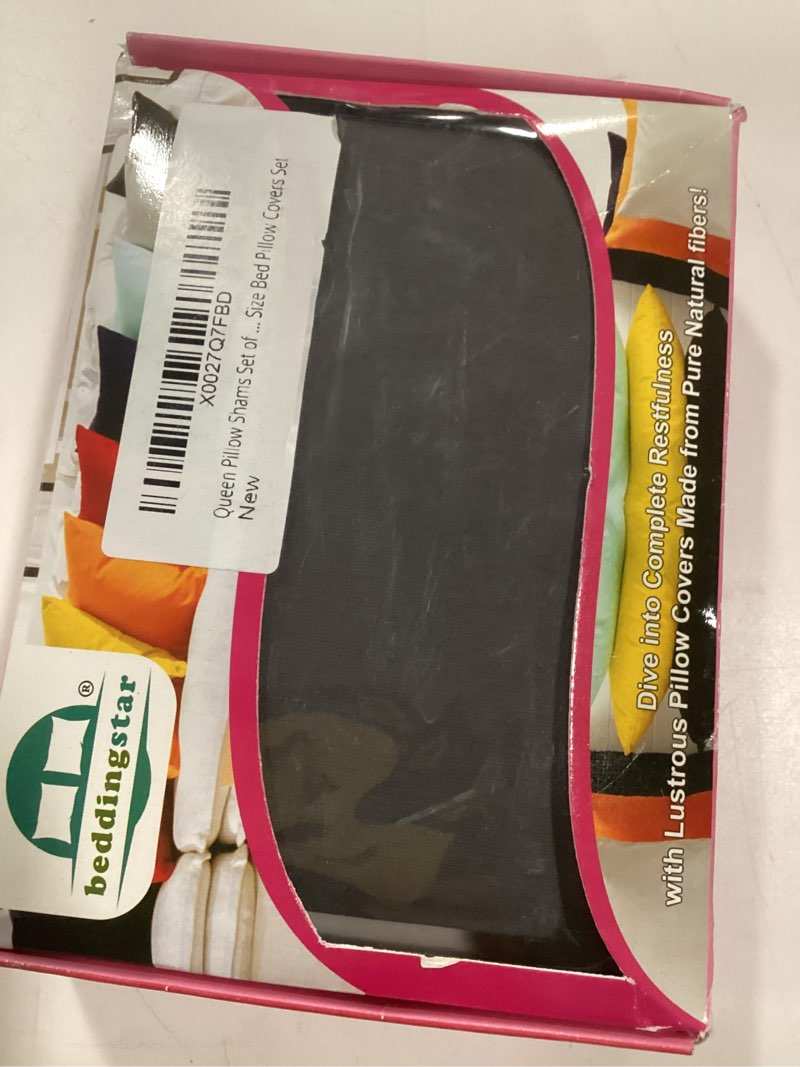 X0027Q7FBD
Queen Pillow Shams Set of ... Size Bed Pillow Covers Set
New
beddingstar®
Dive into Complete Restfulness
with Lustrous Pillow Covers Made from Pure Natural fibers!